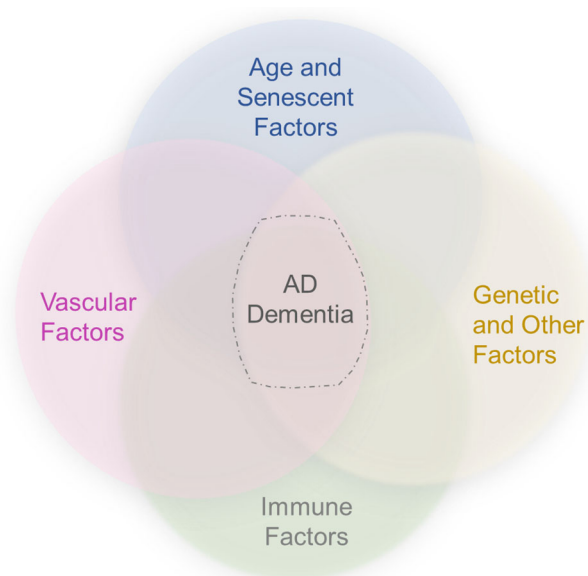 Age and
Senescent
Factors
AD
Dementia
Vascular
Factors
Genetic
and Other
Factors
Immune
Factors